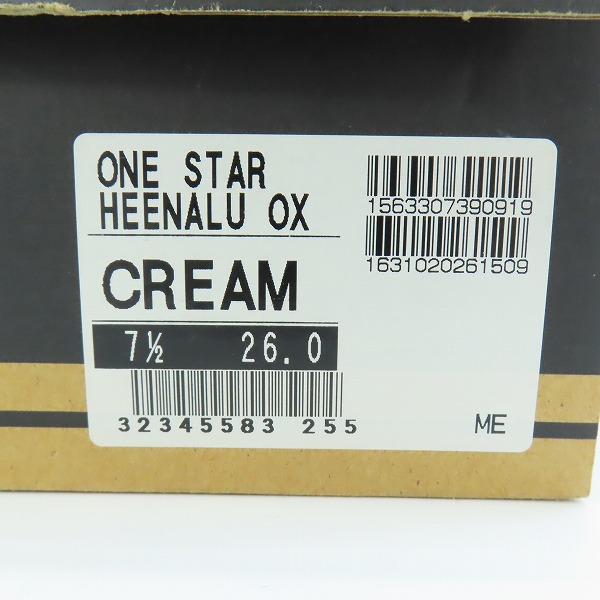 ONE STAR
HEENALU OX
CREAM
7½ 26.0
32345583 255
1563307390919
1631020261509
ME